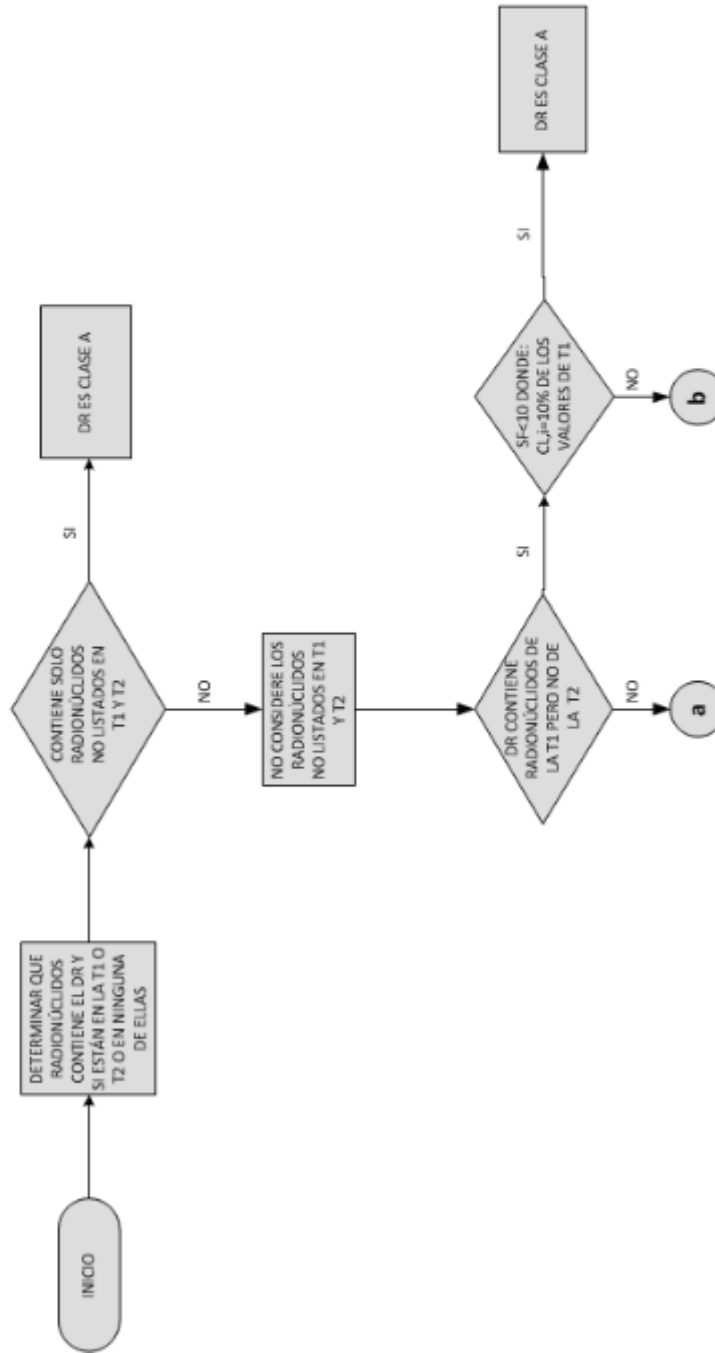 INICIO
DETERMINAR QUE
RADIONÚCLIDOS
CONTIENE EL DR Y
SI ESTÁN EN LA T1 O
T2 O EN NINGUNA
DE ELLAS
CONTIENE SOLO
RADIONÚCLIDOS
NO LISTADOS EN
T1 Y T2
SI
DR ES CLASE A
NO
NO CONSIDERE LOS
RADIONÚCLIDOS
NO LISTADOS EN T1
Y T2
DR CONTIENE
RADIONÚCLIDOS DE
LA T1 PERO NO DE
LA T2
SI
SF<10 DONDE:
CL,i=10% DE LOS
VALORES DE T1
SI
DR ES CLASE A
NO
a
NO
b